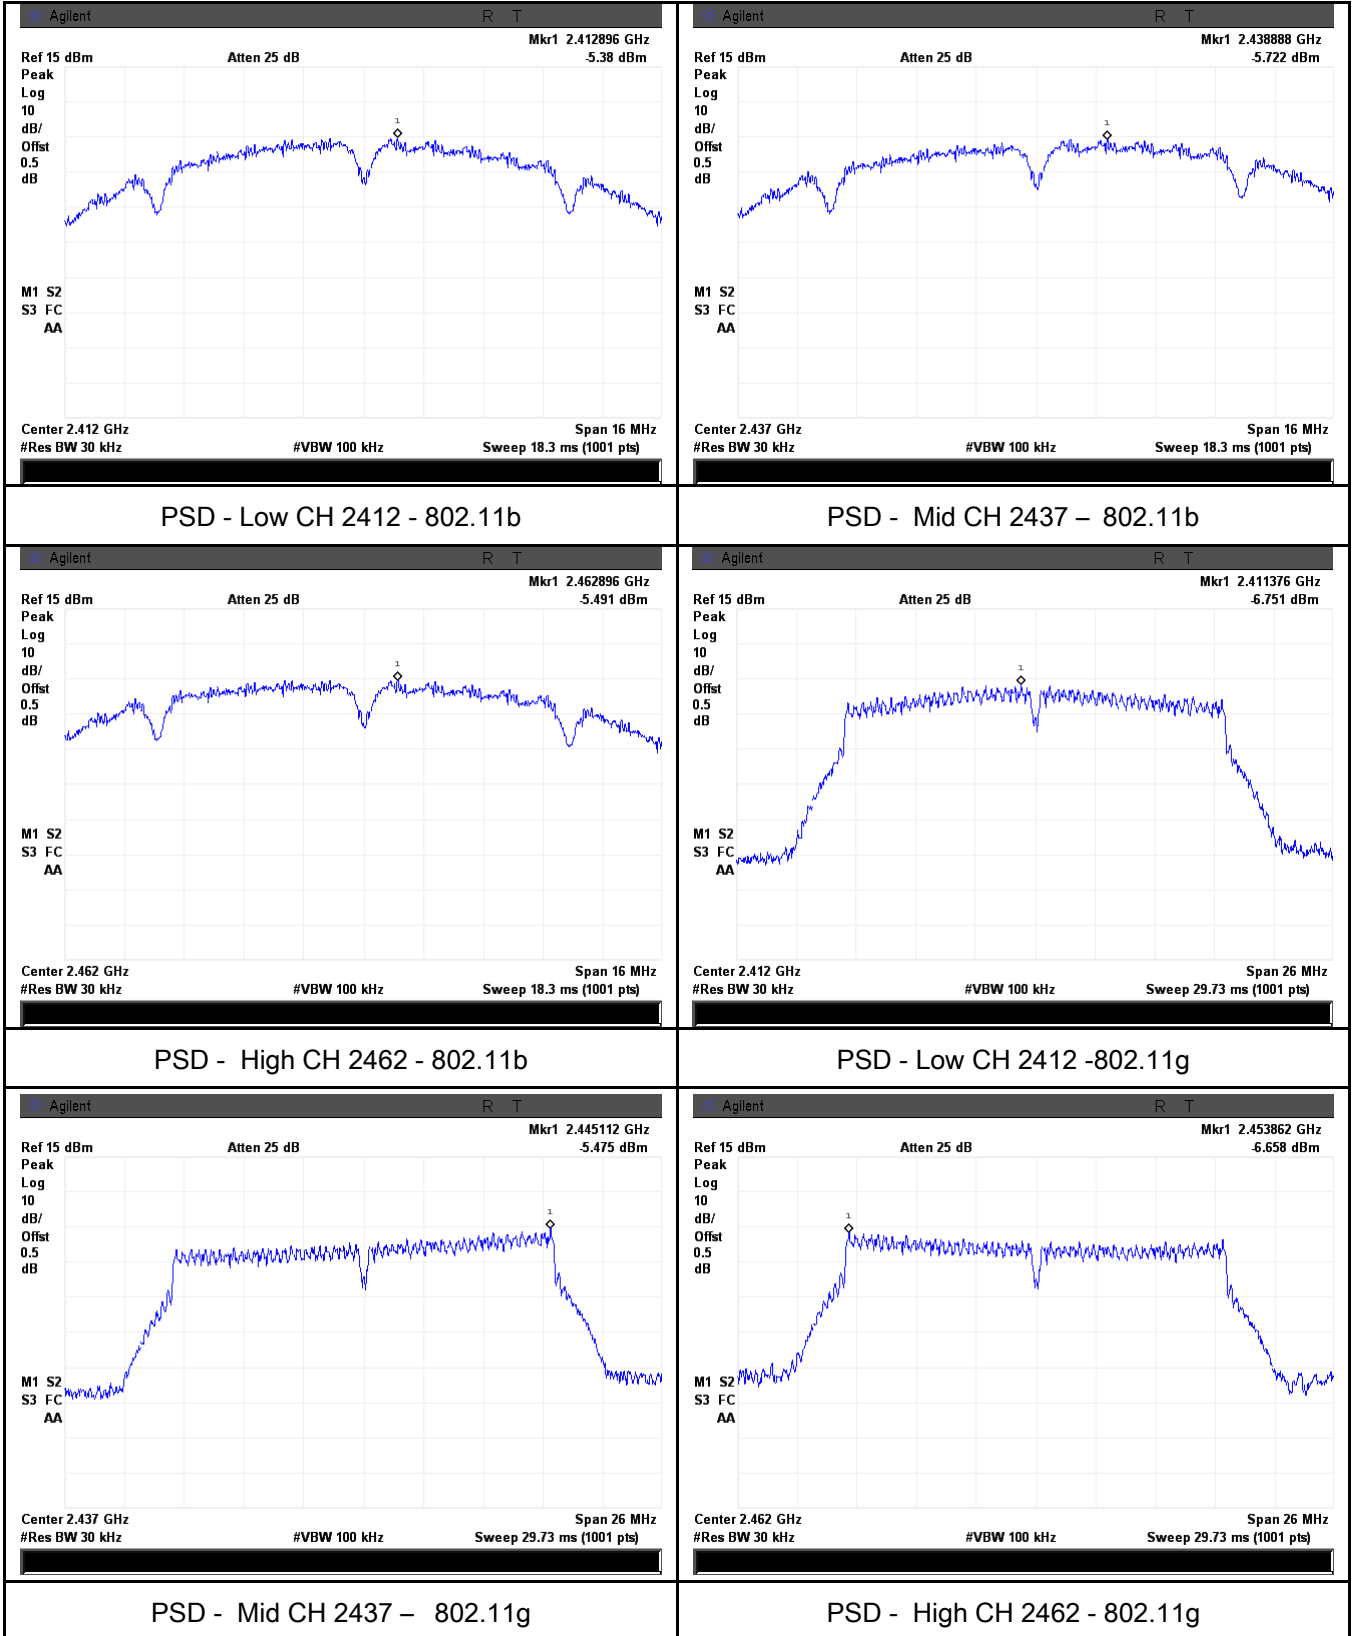 Agilent R T
Mkr1 2.412896 GHz
Ref 15 dBm Atten 25 dB -5.38 dBm
Peak
Log
10
dB/
Offst
0.5
dB
1
M1 S2
S3 FC
AA
Center 2.412 GHz Span 16 MHz
#Res BW 30 kHz #VBW 100 kHz Sweep 18.3 ms (1001 pts)
PSD - Low CH 2412 - 802.11b
Agilent R T
Mkr1 2.438888 GHz
Ref 15 dBm Atten 25 dB -5.722 dBm
Peak
Log
10
dB/
Offst
0.5
dB
1
M1 S2
S3 FC
AA
Center 2.437 GHz Span 16 MHz
#Res BW 30 kHz #VBW 100 kHz Sweep 18.3 ms (1001 pts)
PSD - Mid CH 2437 – 802.11b
Agilent R T
Mkr1 2.462896 GHz
Ref 15 dBm Atten 25 dB -5.491 dBm
Peak
Log
10
dB/
Offst
0.5
dB
1
M1 S2
S3 FC
AA
Center 2.462 GHz Span 16 MHz
#Res BW 30 kHz #VBW 100 kHz Sweep 18.3 ms (1001 pts)
PSD - High CH 2462 - 802.11b
Agilent R T
Mkr1 2.411376 GHz
Ref 15 dBm Atten 25 dB -6.751 dBm
Peak
Log
10
dB/
Offst
0.5
dB
1
M1 S2
S3 FC
AA
Center 2.412 GHz Span 26 MHz
#Res BW 30 kHz #VBW 100 kHz Sweep 29.73 ms (1001 pts)
PSD - Low CH 2412 -802.11g
Agilent R T
Mkr1 2.445112 GHz
Ref 15 dBm Atten 25 dB -5.475 dBm
Peak
Log
10
dB/
Offst
0.5
dB
1
M1 S2
S3 FC
AA
Center 2.437 GHz Span 26 MHz
#Res BW 30 kHz #VBW 100 kHz Sweep 29.73 ms (1001 pts)
PSD - Mid CH 2437 – 802.11g
Agilent R T
Mkr1 2.453862 GHz
Ref 15 dBm Atten 25 dB -6.658 dBm
Peak
Log
10
dB/
Offst
0.5
dB
1
M1 S2
S3 FC
AA
Center 2.462 GHz Span 26 MHz
#Res BW 30 kHz #VBW 100 kHz Sweep 29.73 ms (1001 pts)
PSD - High CH 2462 - 802.11g